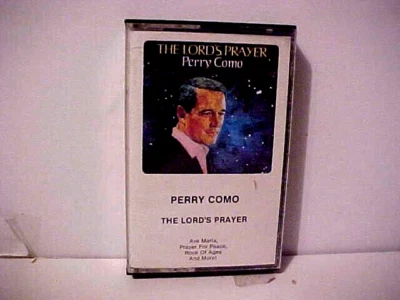 THE LORD'S PRAYER
Perry Como
PERRY COMO
THE LORD'S PRAYER
Ave Maria,
Prayer For Peace,
Rock Of Ages
And More!